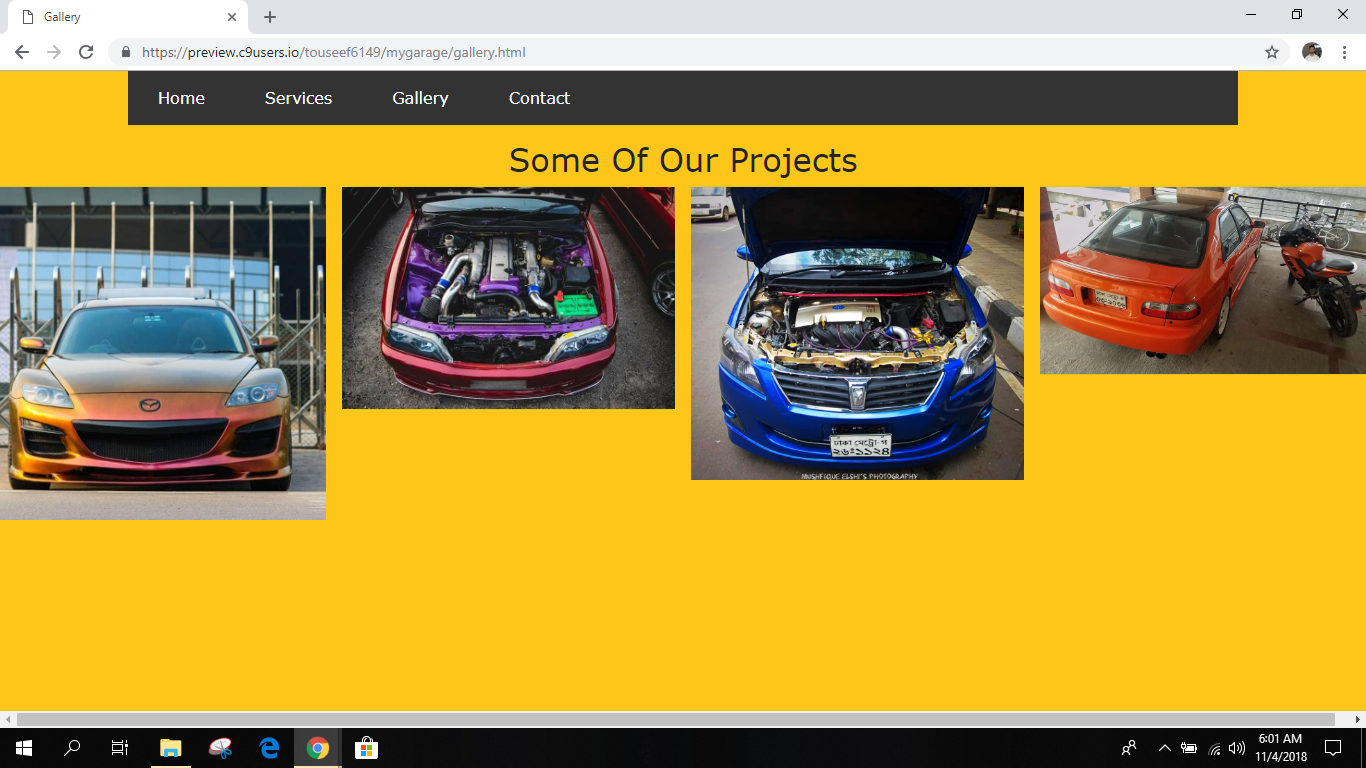 Gallery
https://preview.c9users.io/touseef6149/mygarage/gallery.html
Home Services Gallery Contact
Some Of Our Projects
ঢাকা মেট্রো-গ
২৬-১১২৪
MUSHFIQUE ELSHI'S PHOTOGRAPHY
6:01 AM
11/4/2018